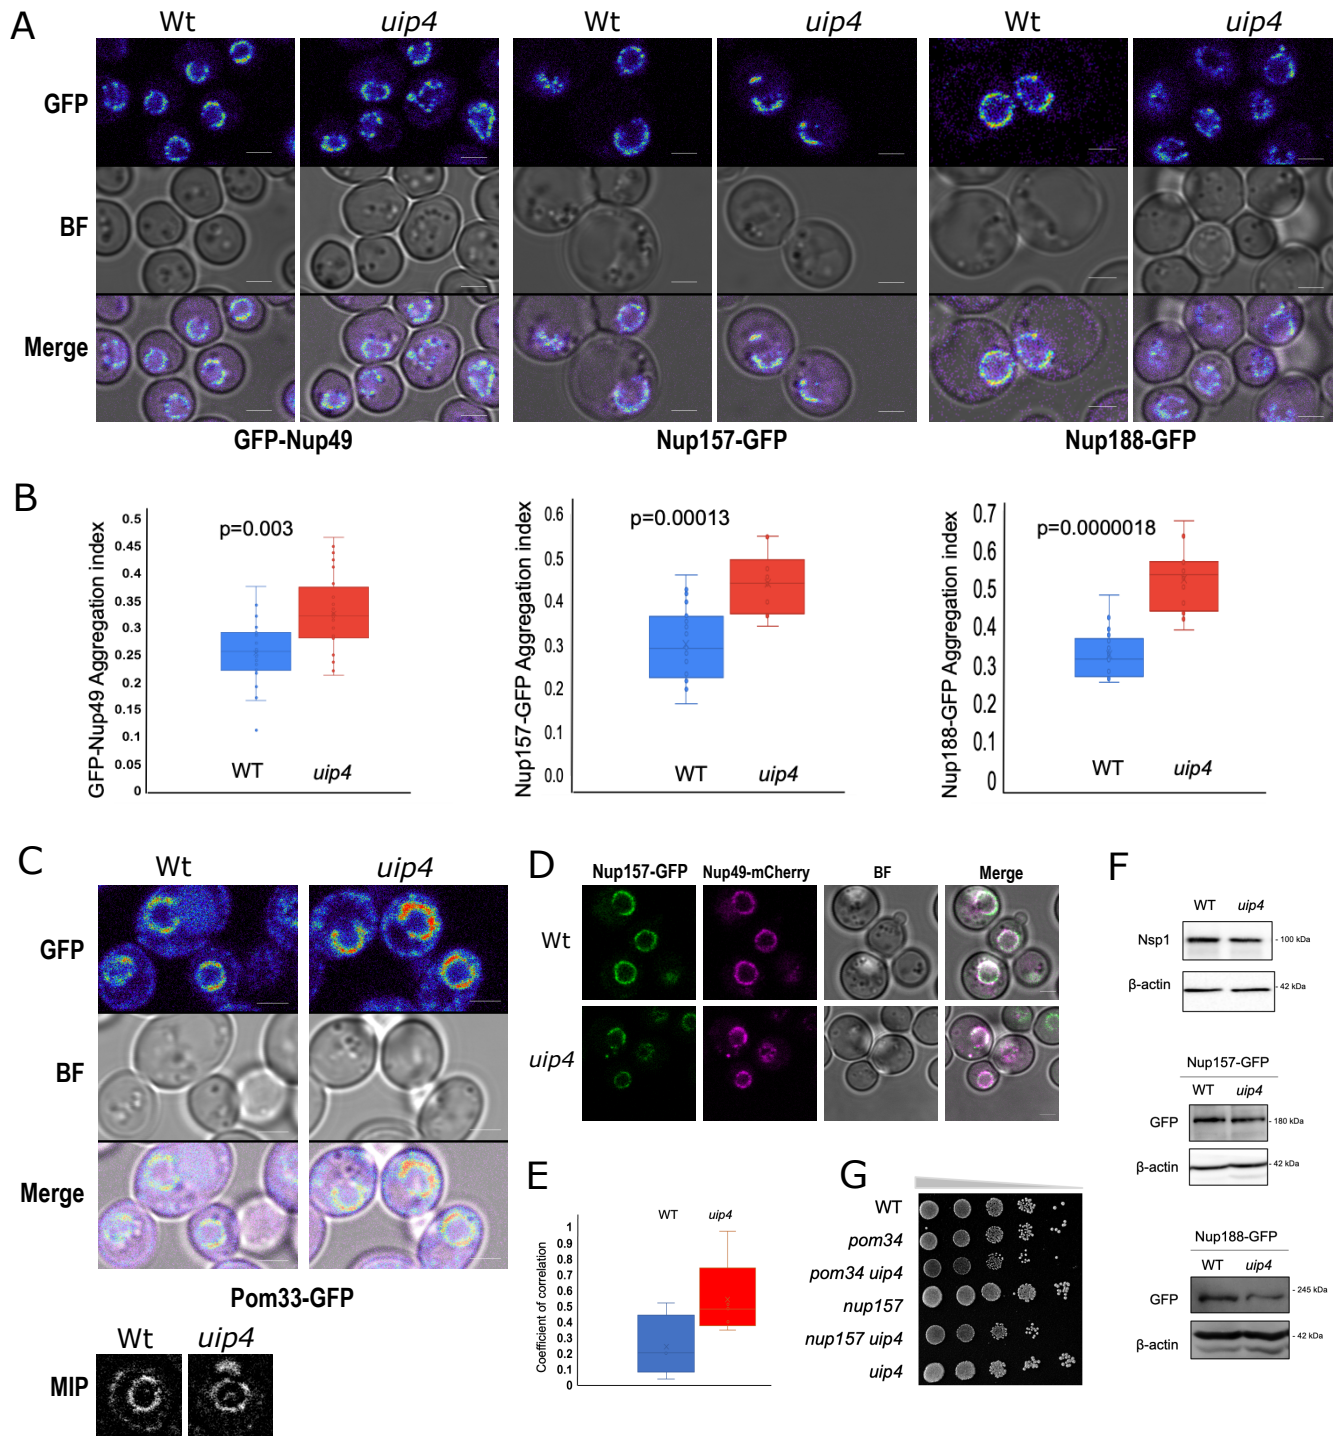 A
Wt
uip4
Wt
uip4
Wt
uip4
GFP
BF
Merge
GFP-Nup49
Nup157-GFP
Nup188-GFP
B
GFP-Nup49 Aggregation index
0.5
0.45
0.4
0.35
0.3
0.25
0.2
0.15
0.1
0.05
0
p=0.003
WT
uip4
Nup157-GFP Aggregation index
0.6
0.5
0.4
0.3
0.2
0.1
0.0
p=0.00013
WT
uip4
Nup188-GFP Aggregation index
0.7
0.6
0.5
0.4
0.3
0.2
0.1
0
p=0.0000018
WT
uip4
C
Wt
uip4
GFP
BF
Merge
Pom33-GFP
Wt
uip4
MIP
D
Nup157-GFP
Nup49-mCherry
BF
Merge
Wt
uip4
E
Coefficient of correlation
1
0.9
0.8
0.7
0.6
0.5
0.4
0.3
0.2
0.1
0
WT
uip4
F
WT
uip4
Nsp1
- 100 kDa
β-actin
- 42 kDa
Nup157-GFP
WT
uip4
GFP
- 180 kDa
β-actin
- 42 kDa
Nup188-GFP
WT
uip4
GFP
- 245 kDa
β-actin
- 42 kDa
G
WT
pom34
pom34 uip4
nup157
nup157 uip4
uip4